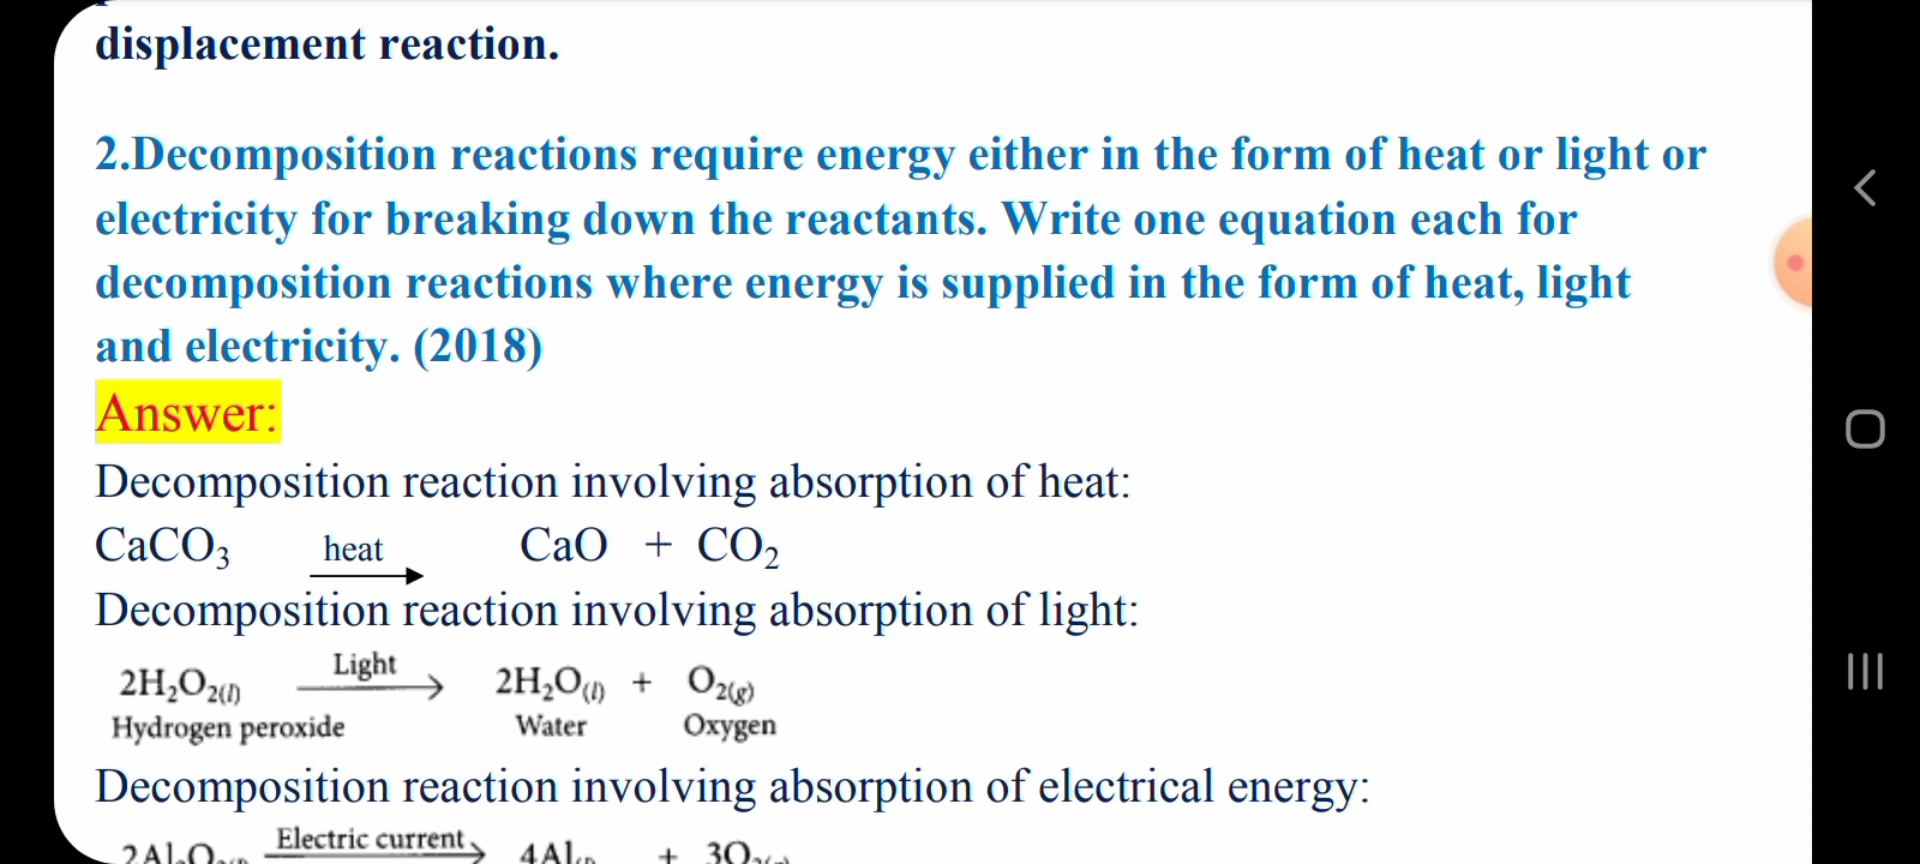 displacement reaction.
2.Decomposition reactions require energy either in the form of heat or light or
electricity for breaking down the reactants. Write one equation each for
decomposition reactions where energy is supplied in the form of heat, light
and electricity. (2018)
Answer:
Decomposition reaction involving absorption of heat:
CaCO₃ heat → CaO + CO₂
Decomposition reaction involving absorption of light:
2H₂O₂(l) Light → 2H₂O(l) + O₂(g)
Hydrogen peroxide Water Oxygen
Decomposition reaction involving absorption of electrical energy:
Electric current → 4Al + 3O